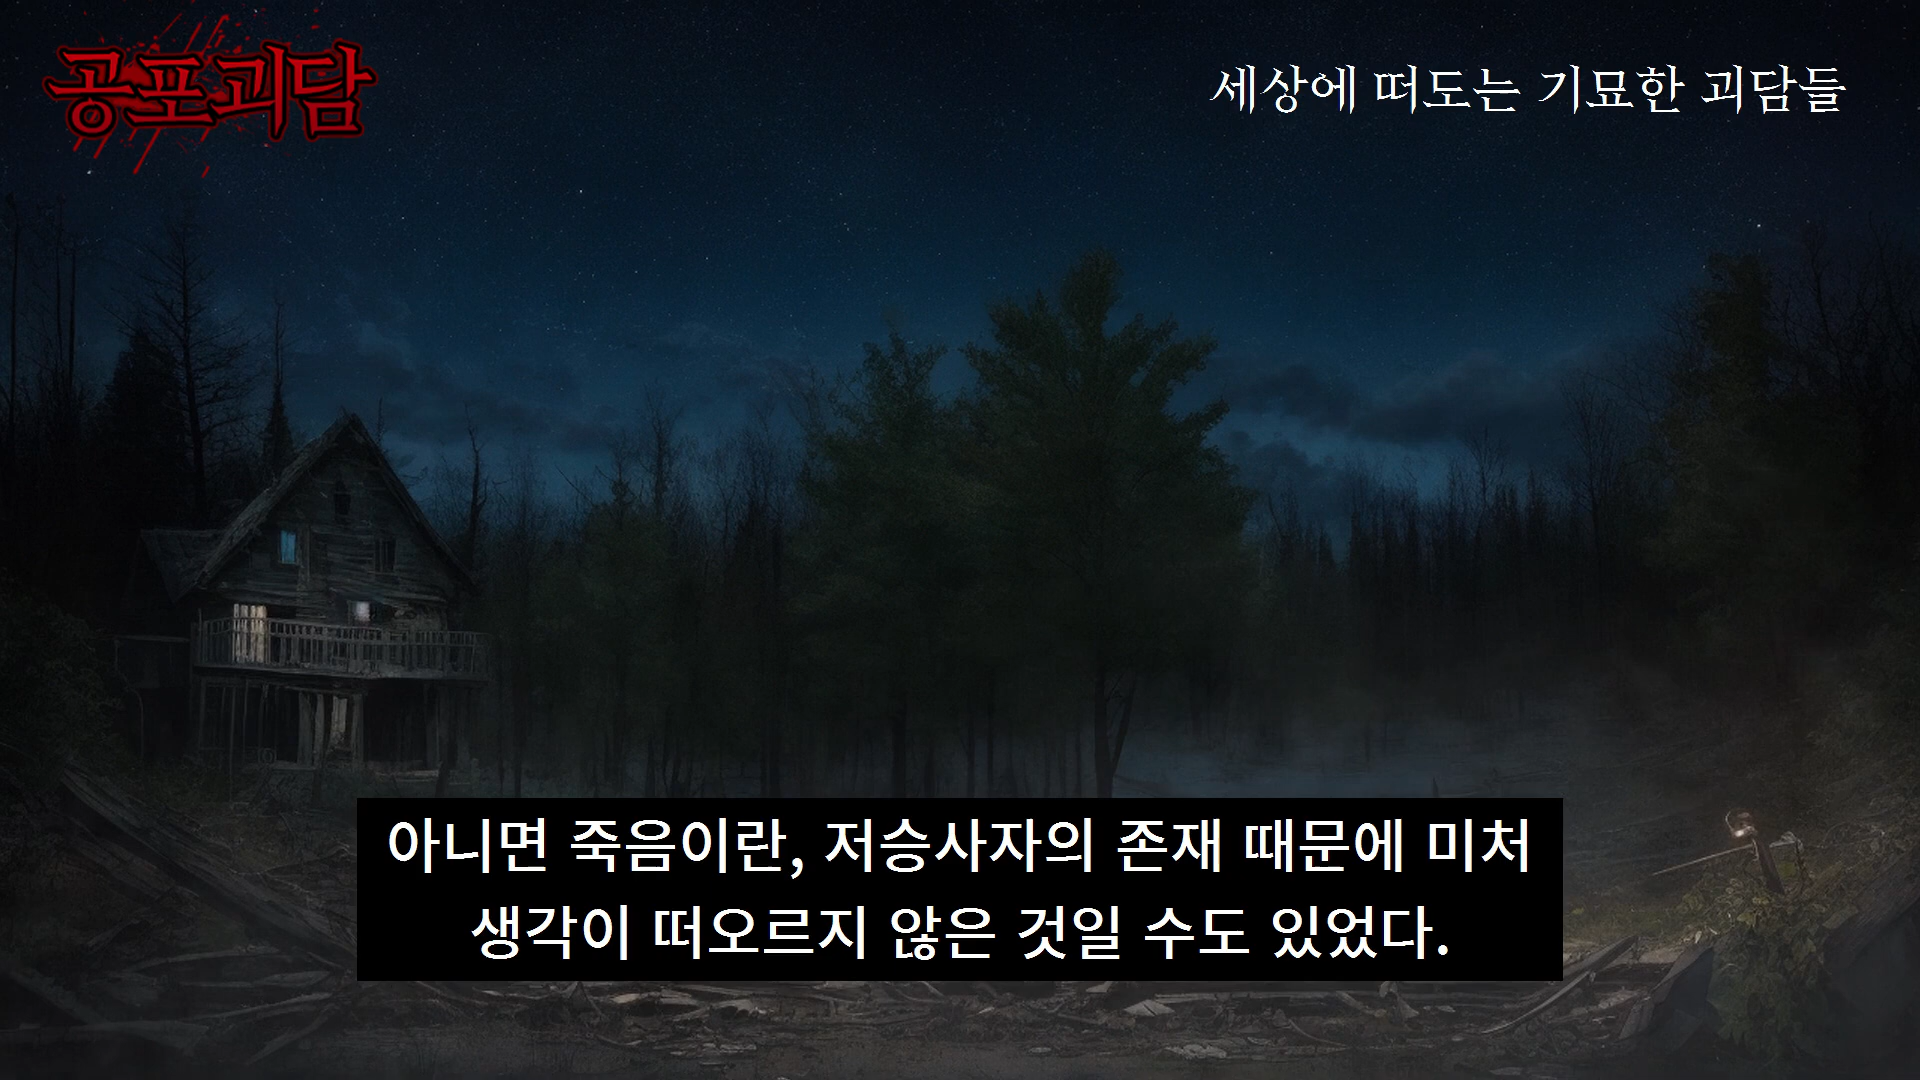 공포괴담
세상에 떠도는 기묘한 괴담들
아니면 죽음이란, 저승사자의 존재 때문에 미처
생각이 떠오르지 않은 것일 수도 있었다.